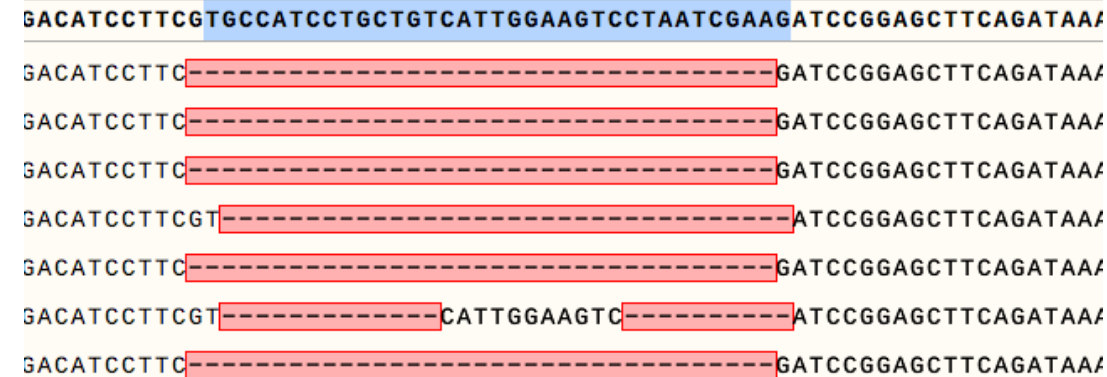 GACATCCTTCGTGCCATCCTGCTGTCATTGGAAGTCCTAATCGAAGATCCGGAGCTTCAGATAAA
GACATCCTTC-----------------------------------GATCCGGAGCTTCAGATAAA
GACATCCTTC-----------------------------------GATCCGGAGCTTCAGATAAA
GACATCCTTC-----------------------------------GATCCGGAGCTTCAGATAAA
GACATCCTTCGT----------------------------------ATCCGGAGCTTCAGATAAA
GACATCCTTC-----------------------------------GATCCGGAGCTTCAGATAAA
GACATCCTTCGT-------------CATTGGAAGTC----------ATCCGGAGCTTCAGATAAA
GACATCCTTC-----------------------------------GATCCGGAGCTTCAGATAAA